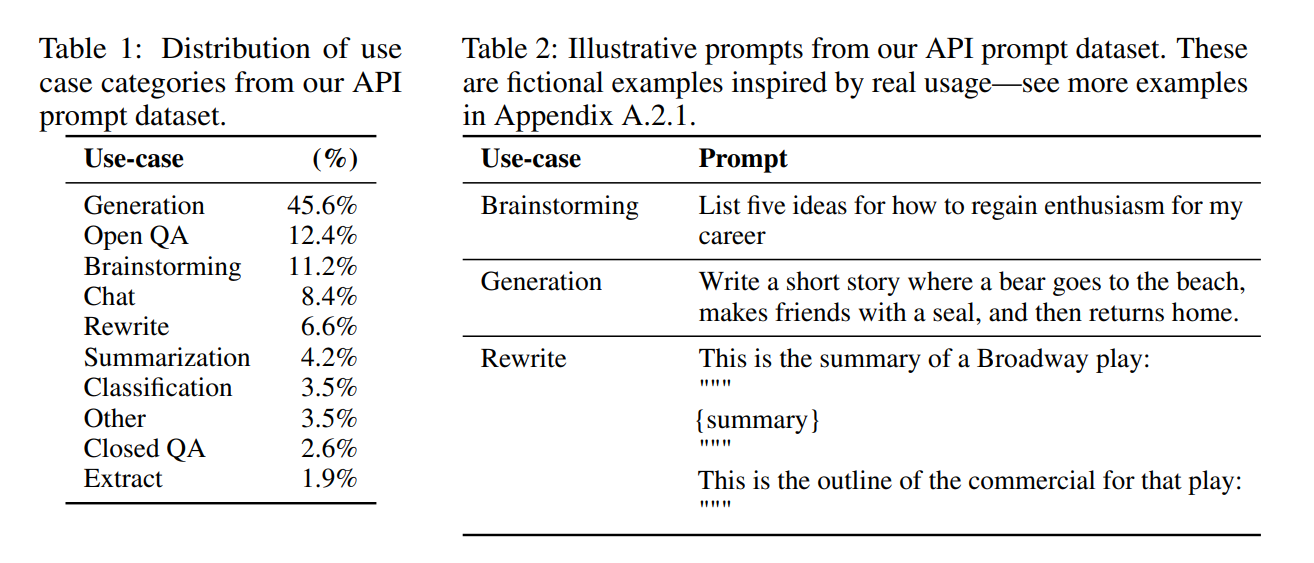 Table 1: Distribution of use
case categories from our API
prompt dataset.
Use-case (%)
Generation 45.6%
Open QA 12.4%
Brainstorming 11.2%
Chat 8.4%
Rewrite 6.6%
Summarization 4.2%
Classification 3.5%
Other 3.5%
Closed QA 2.6%
Extract 1.9%
Table 2: Illustrative prompts from our API prompt dataset. These
are fictional examples inspired by real usage—see more examples
in Appendix A.2.1.
Use-case Prompt
Brainstorming List five ideas for how to regain enthusiasm for my
career
Generation Write a short story where a bear goes to the beach,
makes friends with a seal, and then returns home.
Rewrite This is the summary of a Broadway play:
"""
{summary}
"""
This is the outline of the commercial for that play:
"""